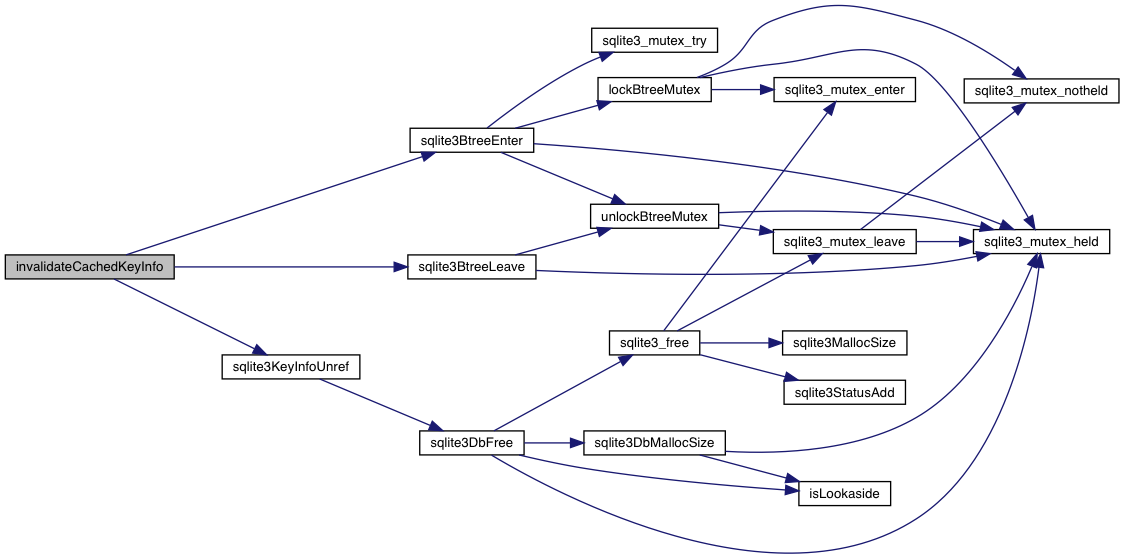 sqlite3_mutex_try
lockBtreeMutex
sqlite3_mutex_enter
sqlite3_mutex_notheld
sqlite3BtreeEnter
unlockBtreeMutex
sqlite3_mutex_leave
sqlite3_mutex_held
invalidateCachedKeyInfo
sqlite3BtreeLeave
sqlite3_free
sqlite3MallocSize
sqlite3KeyInfoUnref
sqlite3StatusAdd
sqlite3DbFree
sqlite3DbMallocSize
isLookaside